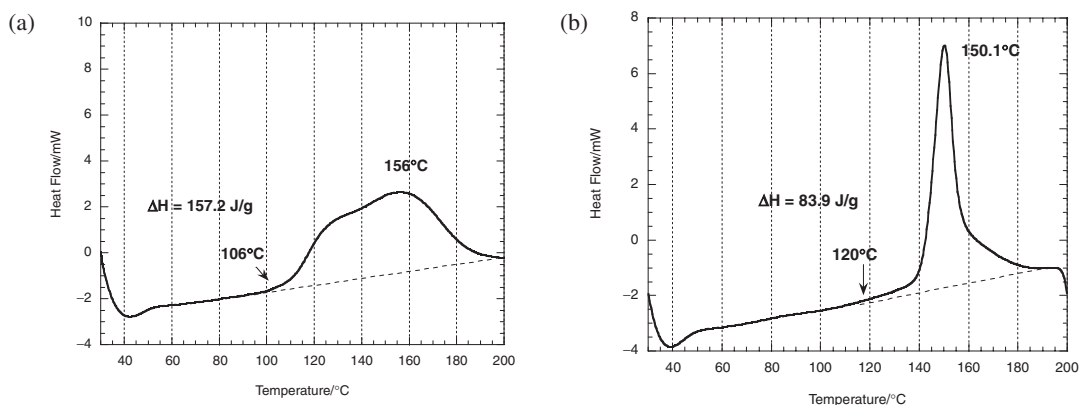 (a)
10
8
6
4
2
0
−2
−4
Heat Flow/mW
156°C
ΔH = 157.2 J/g
106°C
40 60 80 100 120 140 160 180 200
Temperature/°C
(b)
8
6
4
2
0
−2
−4
Heat Flow/mW
150.1°C
ΔH = 83.9 J/g
120°C
40 60 80 100 120 140 160 180 200
Temperature/°C